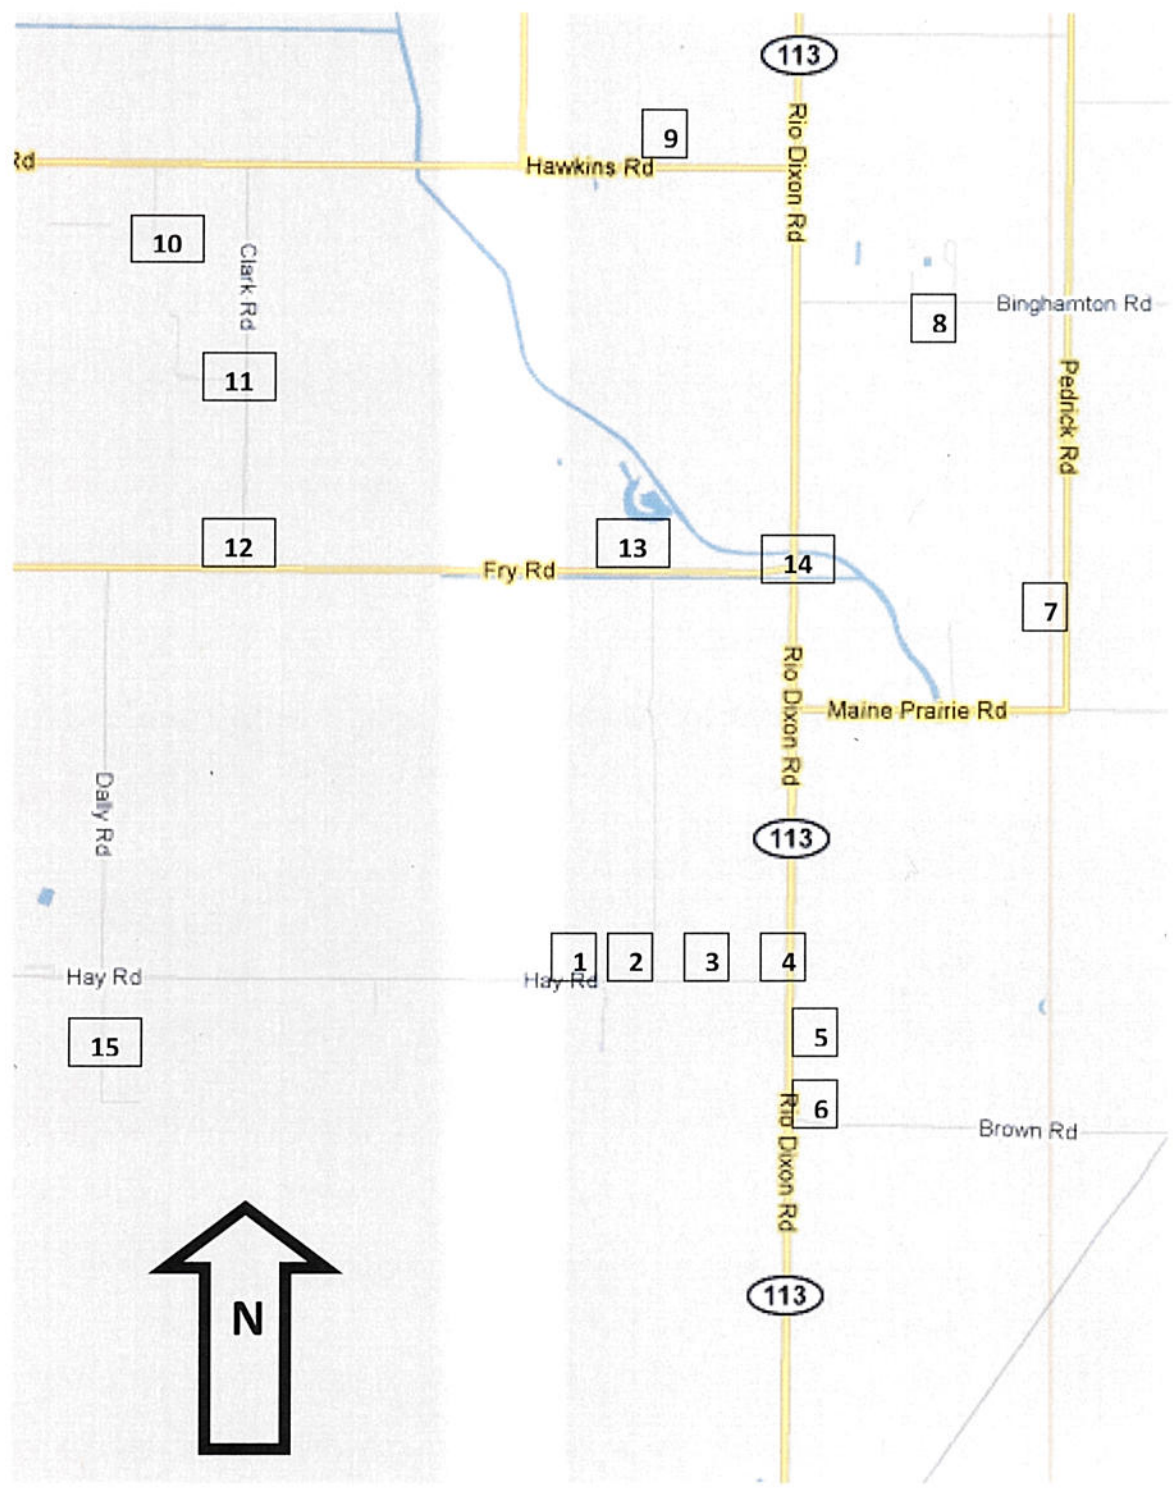 113
9
Rd
Hawkins Rd
Rio Dixon Rd
10
Clark Rd
8
Binghamton Rd
11
Pedrick Rd
12
13
14
Fry Rd
7
Rio Dixon Rd
Maine Prairie Rd
Dally Rd
113
1
2
3
4
Hay Rd
Hay Rd
5
15
6
Rio Dixon Rd
Brown Rd
N
113